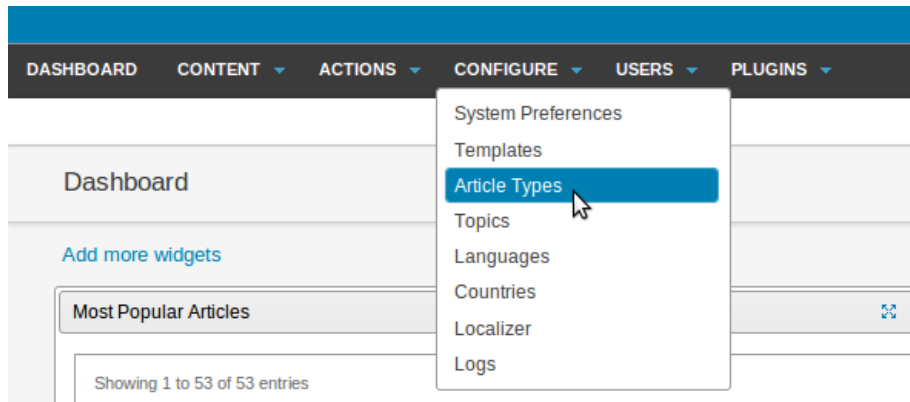 DASHBOARD CONTENT ACTIONS CONFIGURE USERS PLUGINS
System Preferences
Templates
Article Types
Topics
Languages
Countries
Localizer
Logs
Dashboard
Add more widgets
Most Popular Articles
Showing 1 to 53 of 53 entries